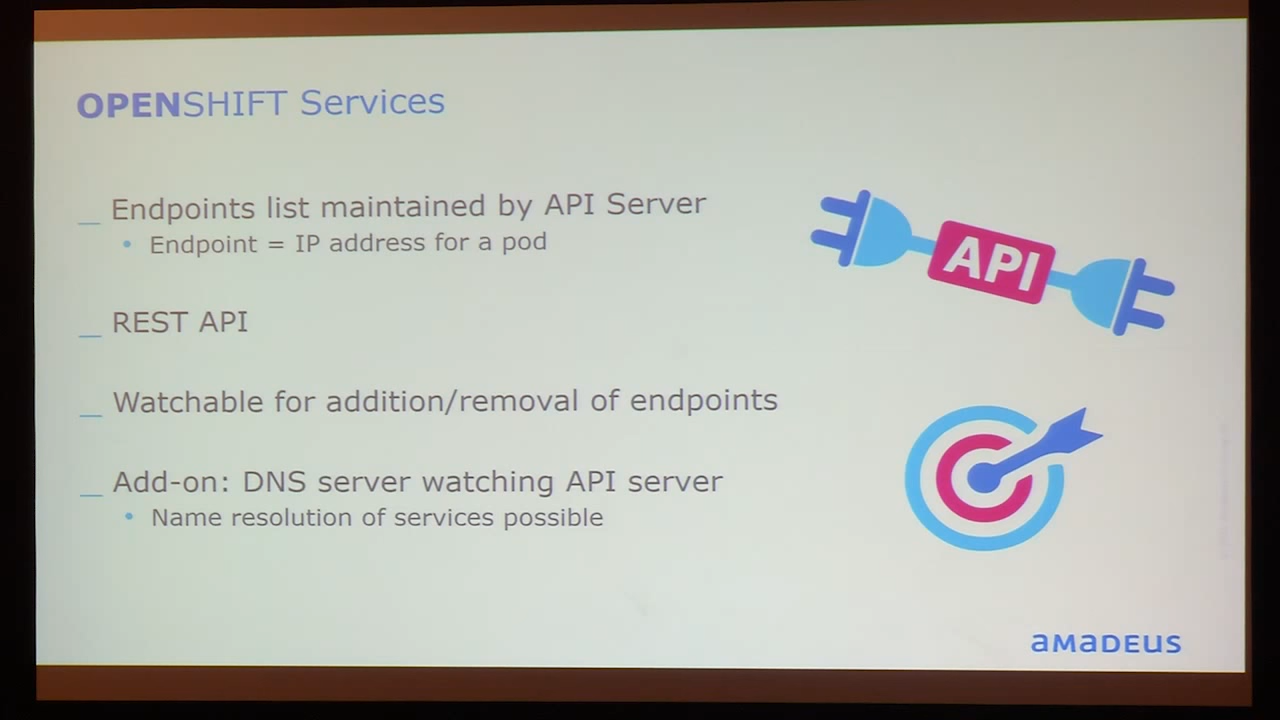 OPENSHIFT Services
_ Endpoints list maintained by API Server
• Endpoint = IP address for a pod
API
_ REST API
_ Watchable for addition/removal of endpoints
_ Add-on: DNS server watching API server
• Name resolution of services possible
amadeus